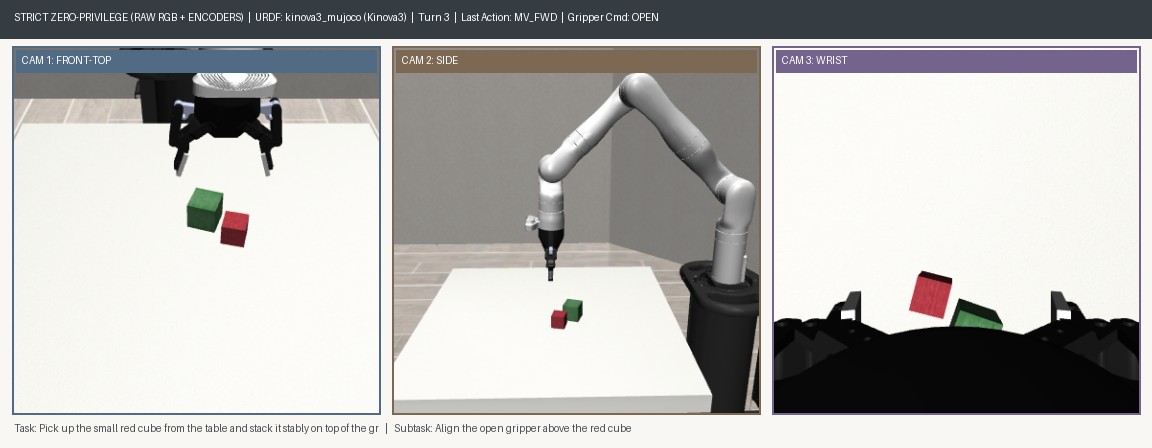 STRICT ZERO-PRIVILEGE (RAW RGB + ENCODERS) | URDF: kinova3_mujoco (Kinova3) | Turn 3 | Last Action: MV_FWD | Gripper Cmd: OPEN
CAM 1: FRONT-TOP
CAM 2: SIDE
CAM 3: WRIST
Task: Pick up the small red cube from the table and stack it stably on top of the gr | Subtask: Align the open gripper above the red cube